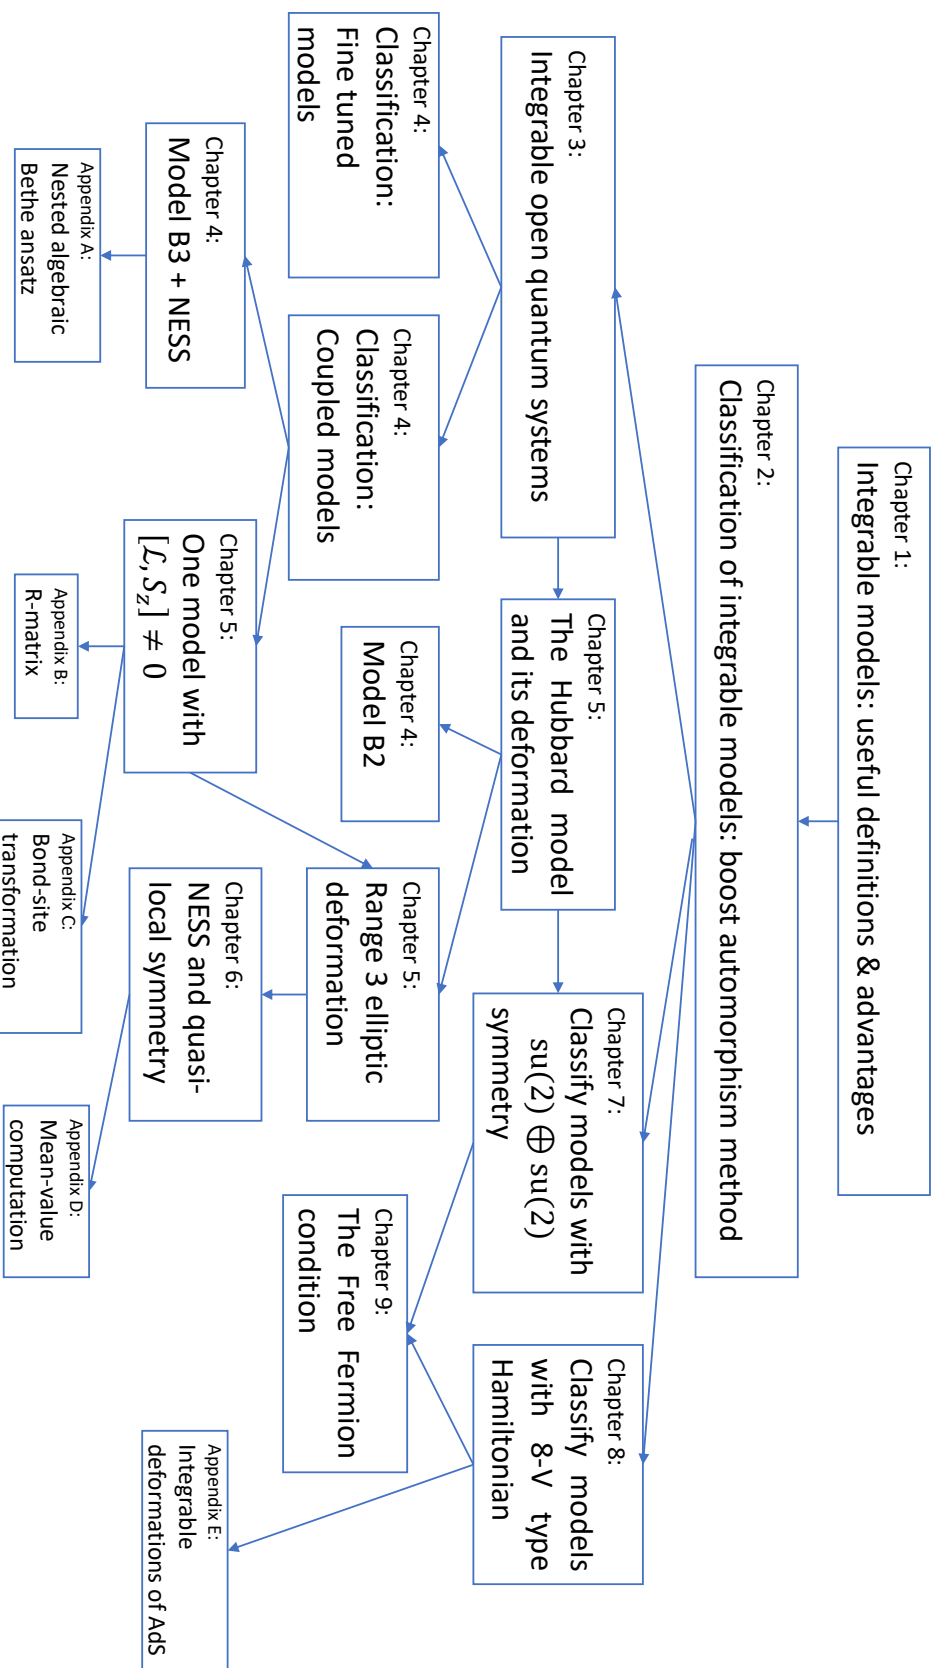 Chapter 1:
Integrable models: useful definitions & advantages
Chapter 2:
Classification of integrable models: boost automorphism method
Chapter 3:
Integrable open quantum systems
Chapter 5:
The Hubbard model
and its deformation
Chapter 7:
Classify models with
su(2) ⊕ su(2)
symmetry
Chapter 8:
Classify models
with 8-V type
Hamiltonian
Chapter 4:
Classification:
Fine tuned
models
Chapter 4:
Classification:
Coupled models
Chapter 4:
Model B2
Chapter 5:
Range 3 elliptic
deformation
Chapter 9:
The Free Fermion
condition
Chapter 4:
Model B3 + NESS
Chapter 5:
One model with
[ℒ, S_z] ≠ 0
Chapter 6:
NESS and quasi-
local symmetry
Appendix E:
Integrable
deformations of AdS
Appendix A:
Nested algebraic
Bethe ansatz
Appendix B:
R-matrix
Appendix C:
Bond-site
transformation
Appendix D:
Mean-value
computation